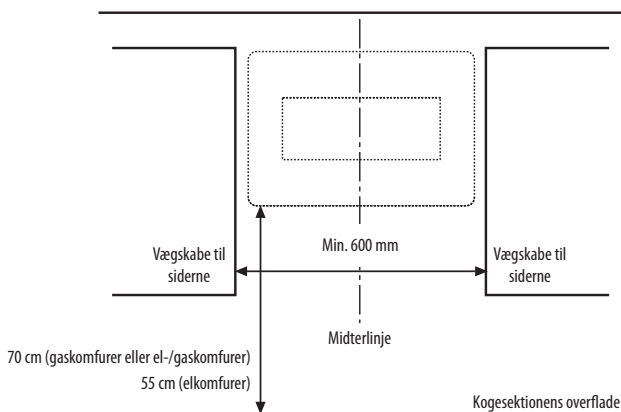 Vægskabe til
siderne
Min. 600 mm
Vægskabe til
siderne
Midterlinje
70 cm (gaskomfurer eller el-/gaskomfurer)
55 cm (elkomfurer)
Kogesektionens overflade